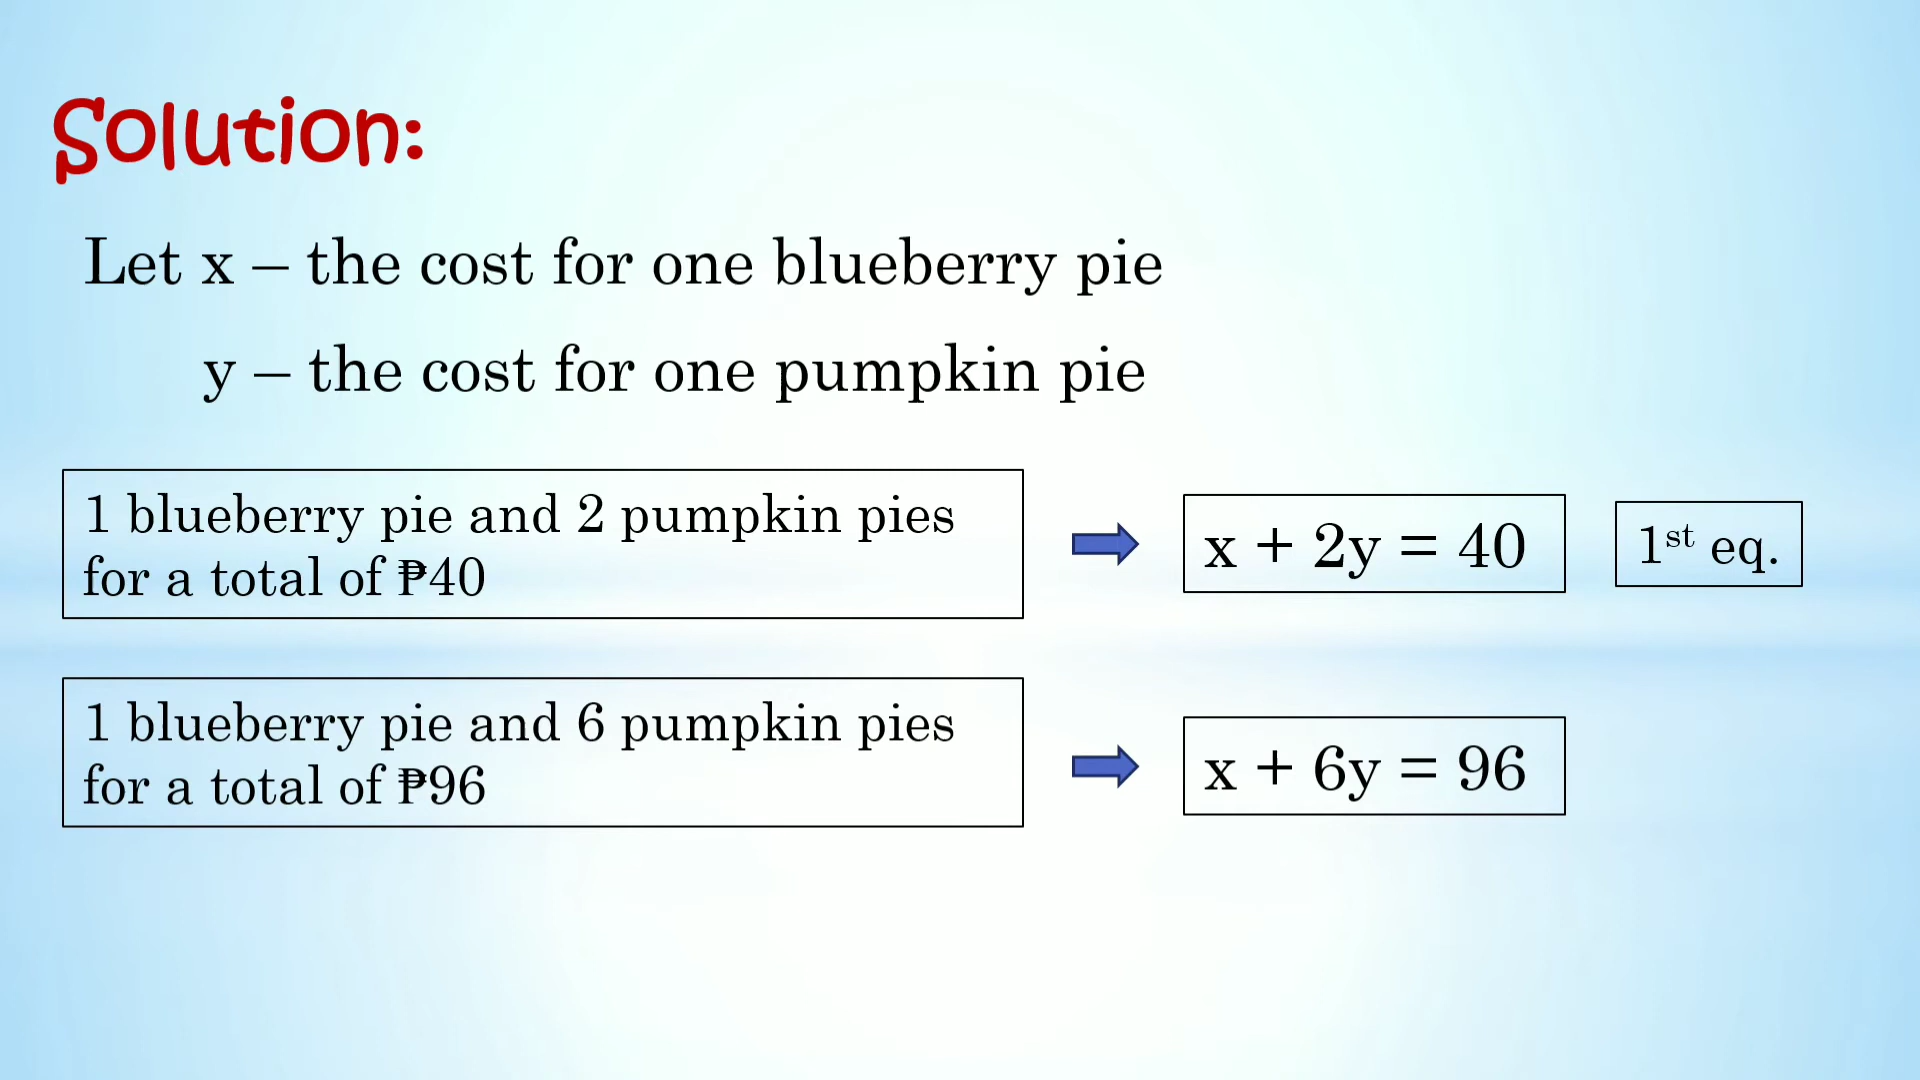 Solution:
Let x – the cost for one blueberry pie
y – the cost for one pumpkin pie
1 blueberry pie and 2 pumpkin pies
for a total of ₱40
x + 2y = 40
1st eq.
1 blueberry pie and 6 pumpkin pies
for a total of ₱96
x + 6y = 96